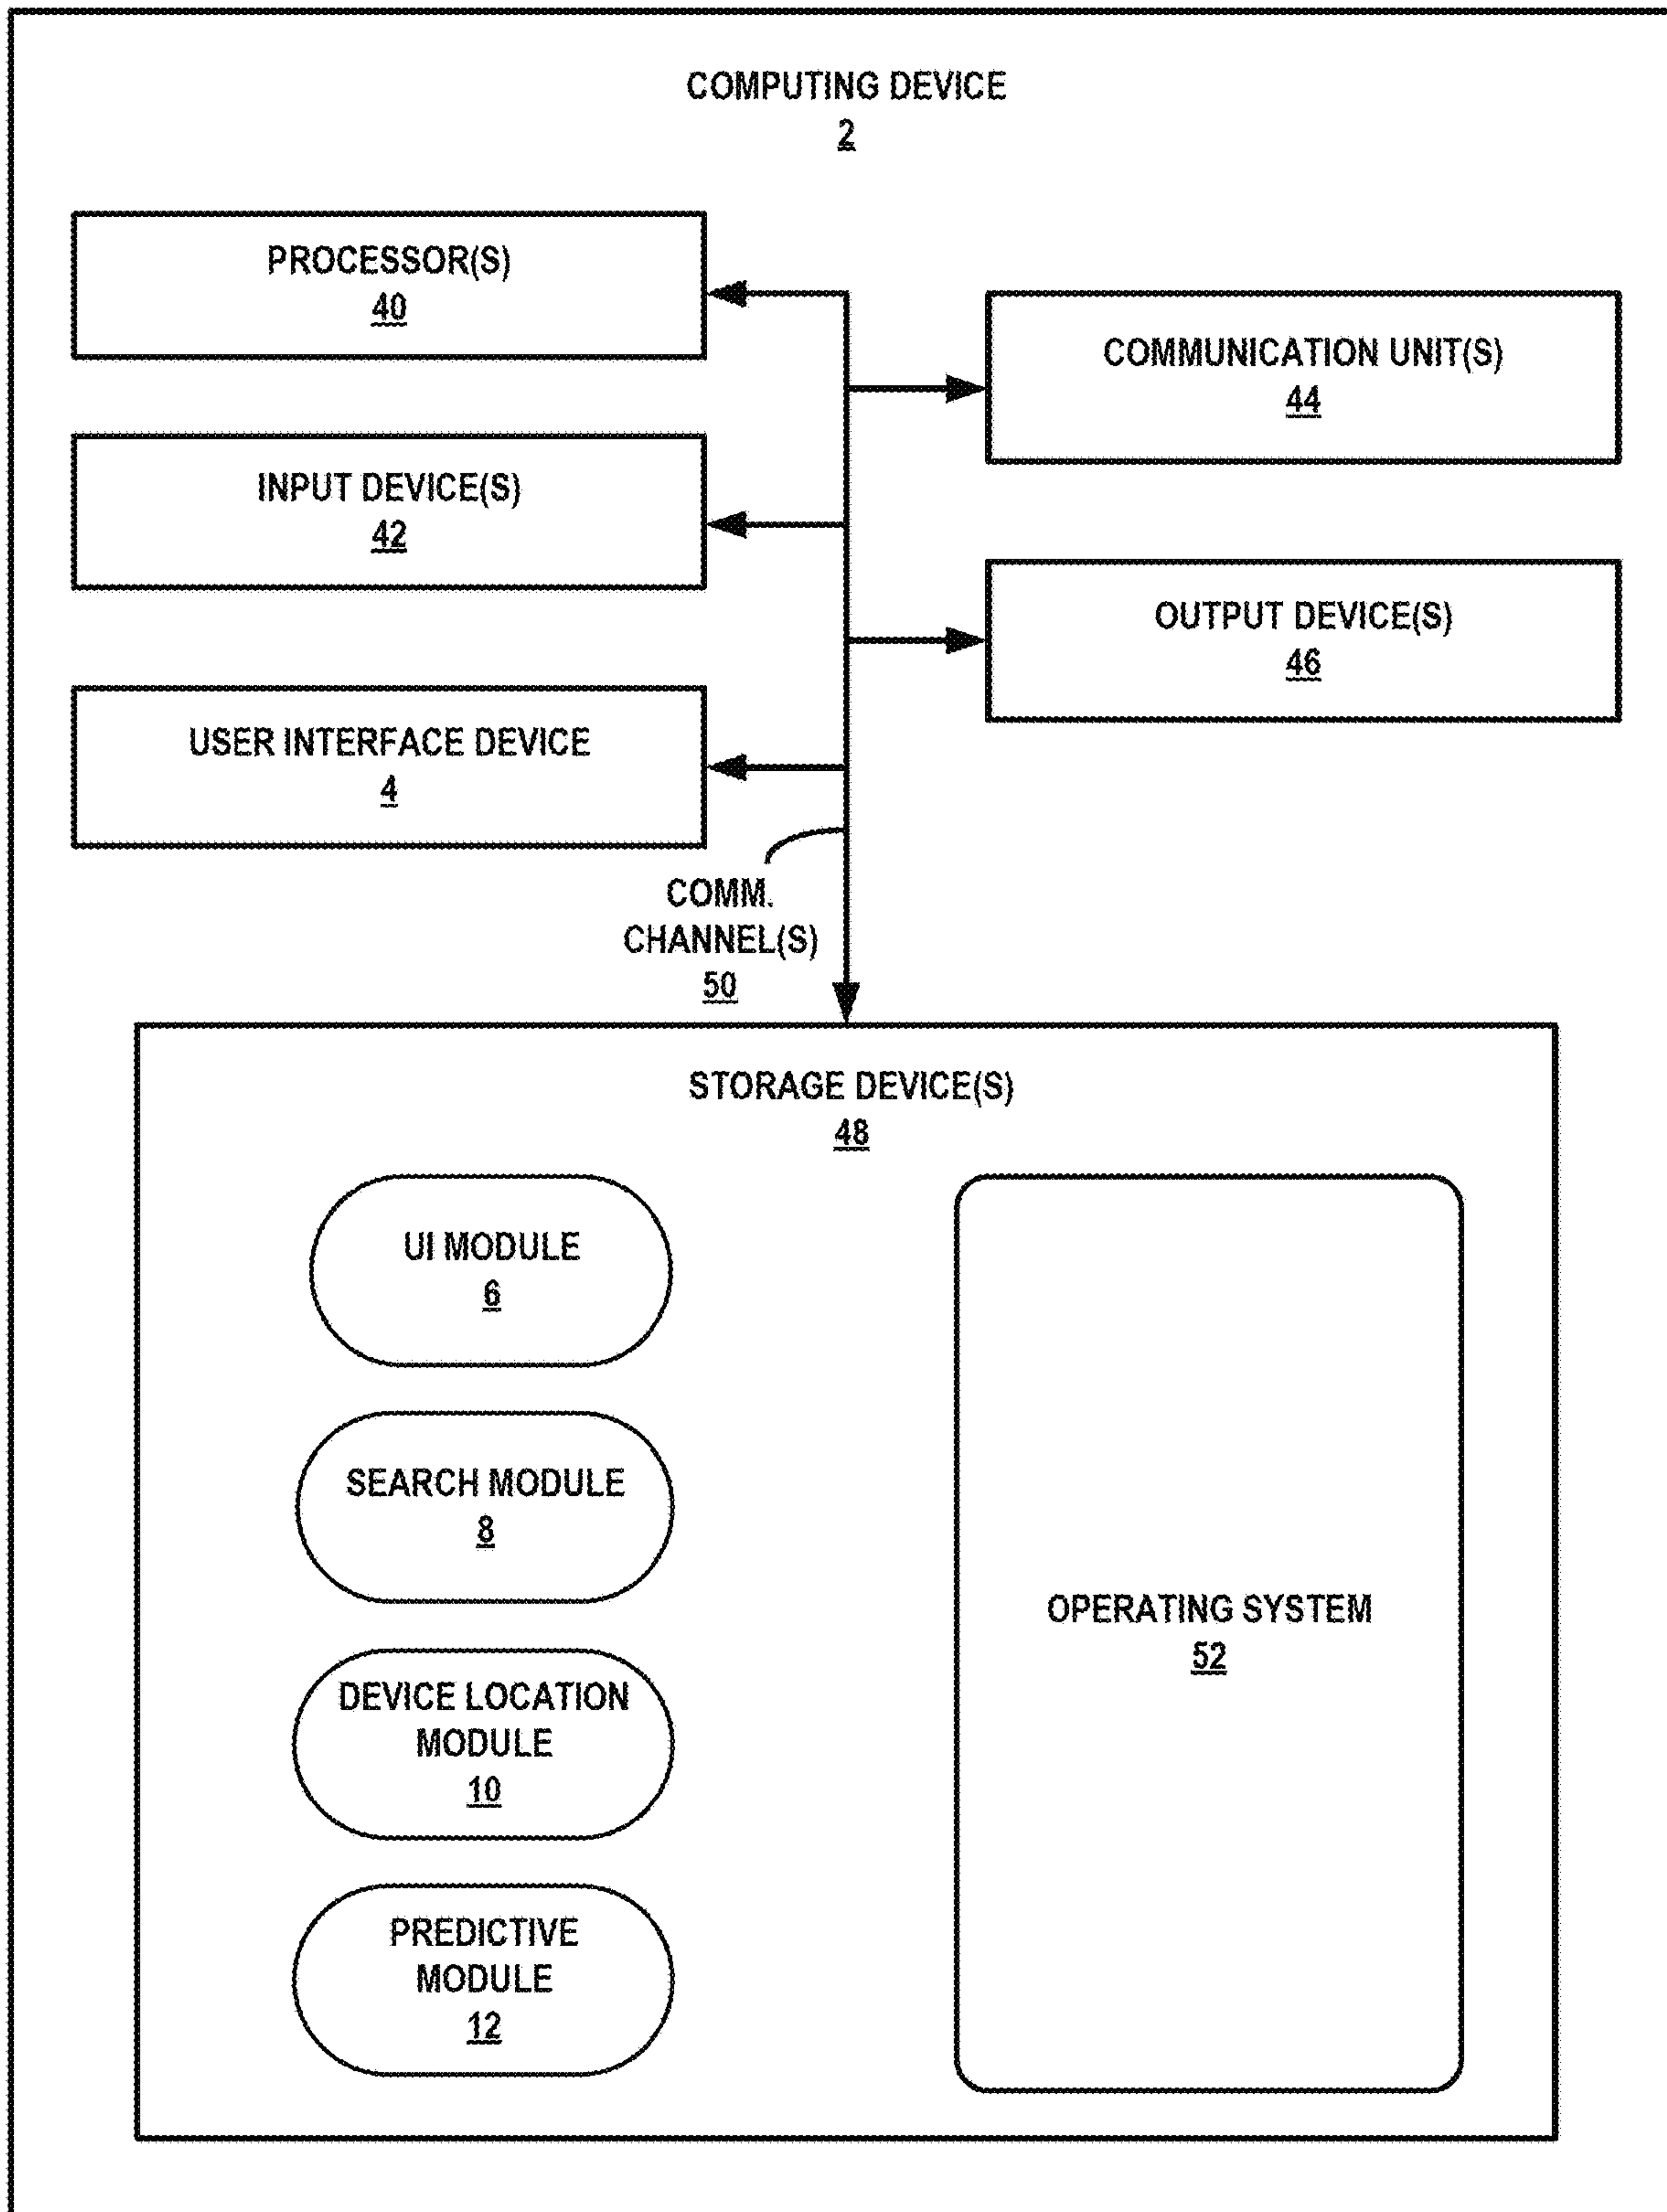 COMPUTING DEVICE
2
PROCESSOR(S)
40
COMMUNICATION UNIT(S)
44
INPUT DEVICE(S)
42
OUTPUT DEVICE(S)
46
USER INTERFACE DEVICE
4
COMM.
CHANNEL(S)
50
STORAGE DEVICE(S)
48
UI MODULE
6
SEARCH MODULE
8
DEVICE LOCATION
MODULE
10
PREDICTIVE
MODULE
12
OPERATING SYSTEM
52